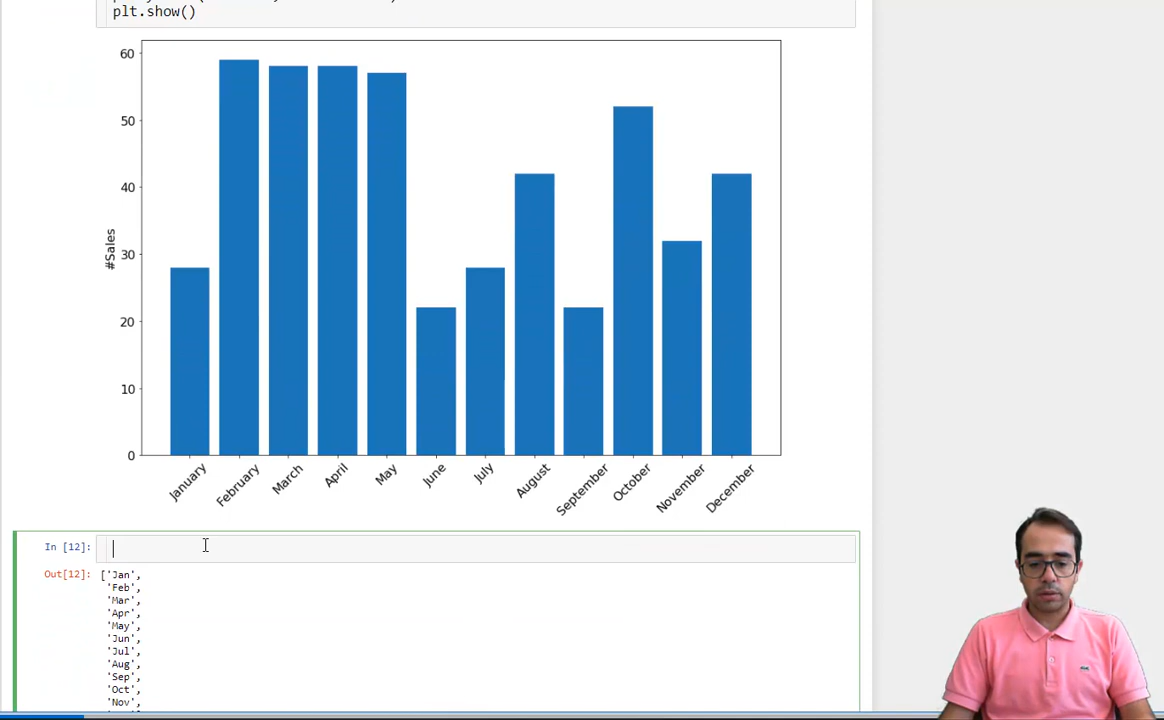 plt.show()
60
50
40
30
20
10
0
#Sales
January
February
March
April
May
June
July
August
September
October
November
December
In [12]:
Out[12]: ['Jan',
'Feb',
'Mar',
'Apr',
'May',
'Jun',
'Jul',
'Aug',
'Sep',
'Oct',
'Nov',